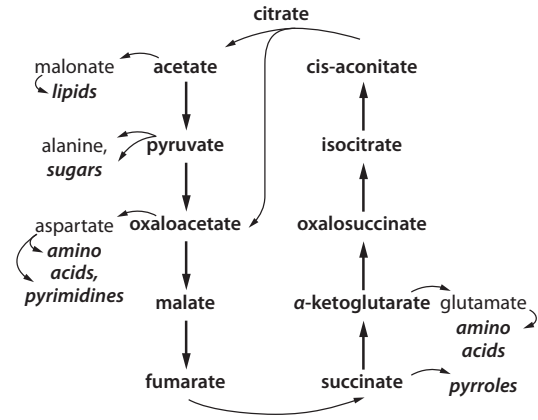 citrate
malonate
lipids
acetate
cis-aconitate
alanine,
sugars
pyruvate
isocitrate
aspartate
amino
acids,
pyrimidines
oxaloacetate
oxalosuccinate
malate
α-ketoglutarate
glutamate
amino
acids
fumarate
succinate
pyrroles